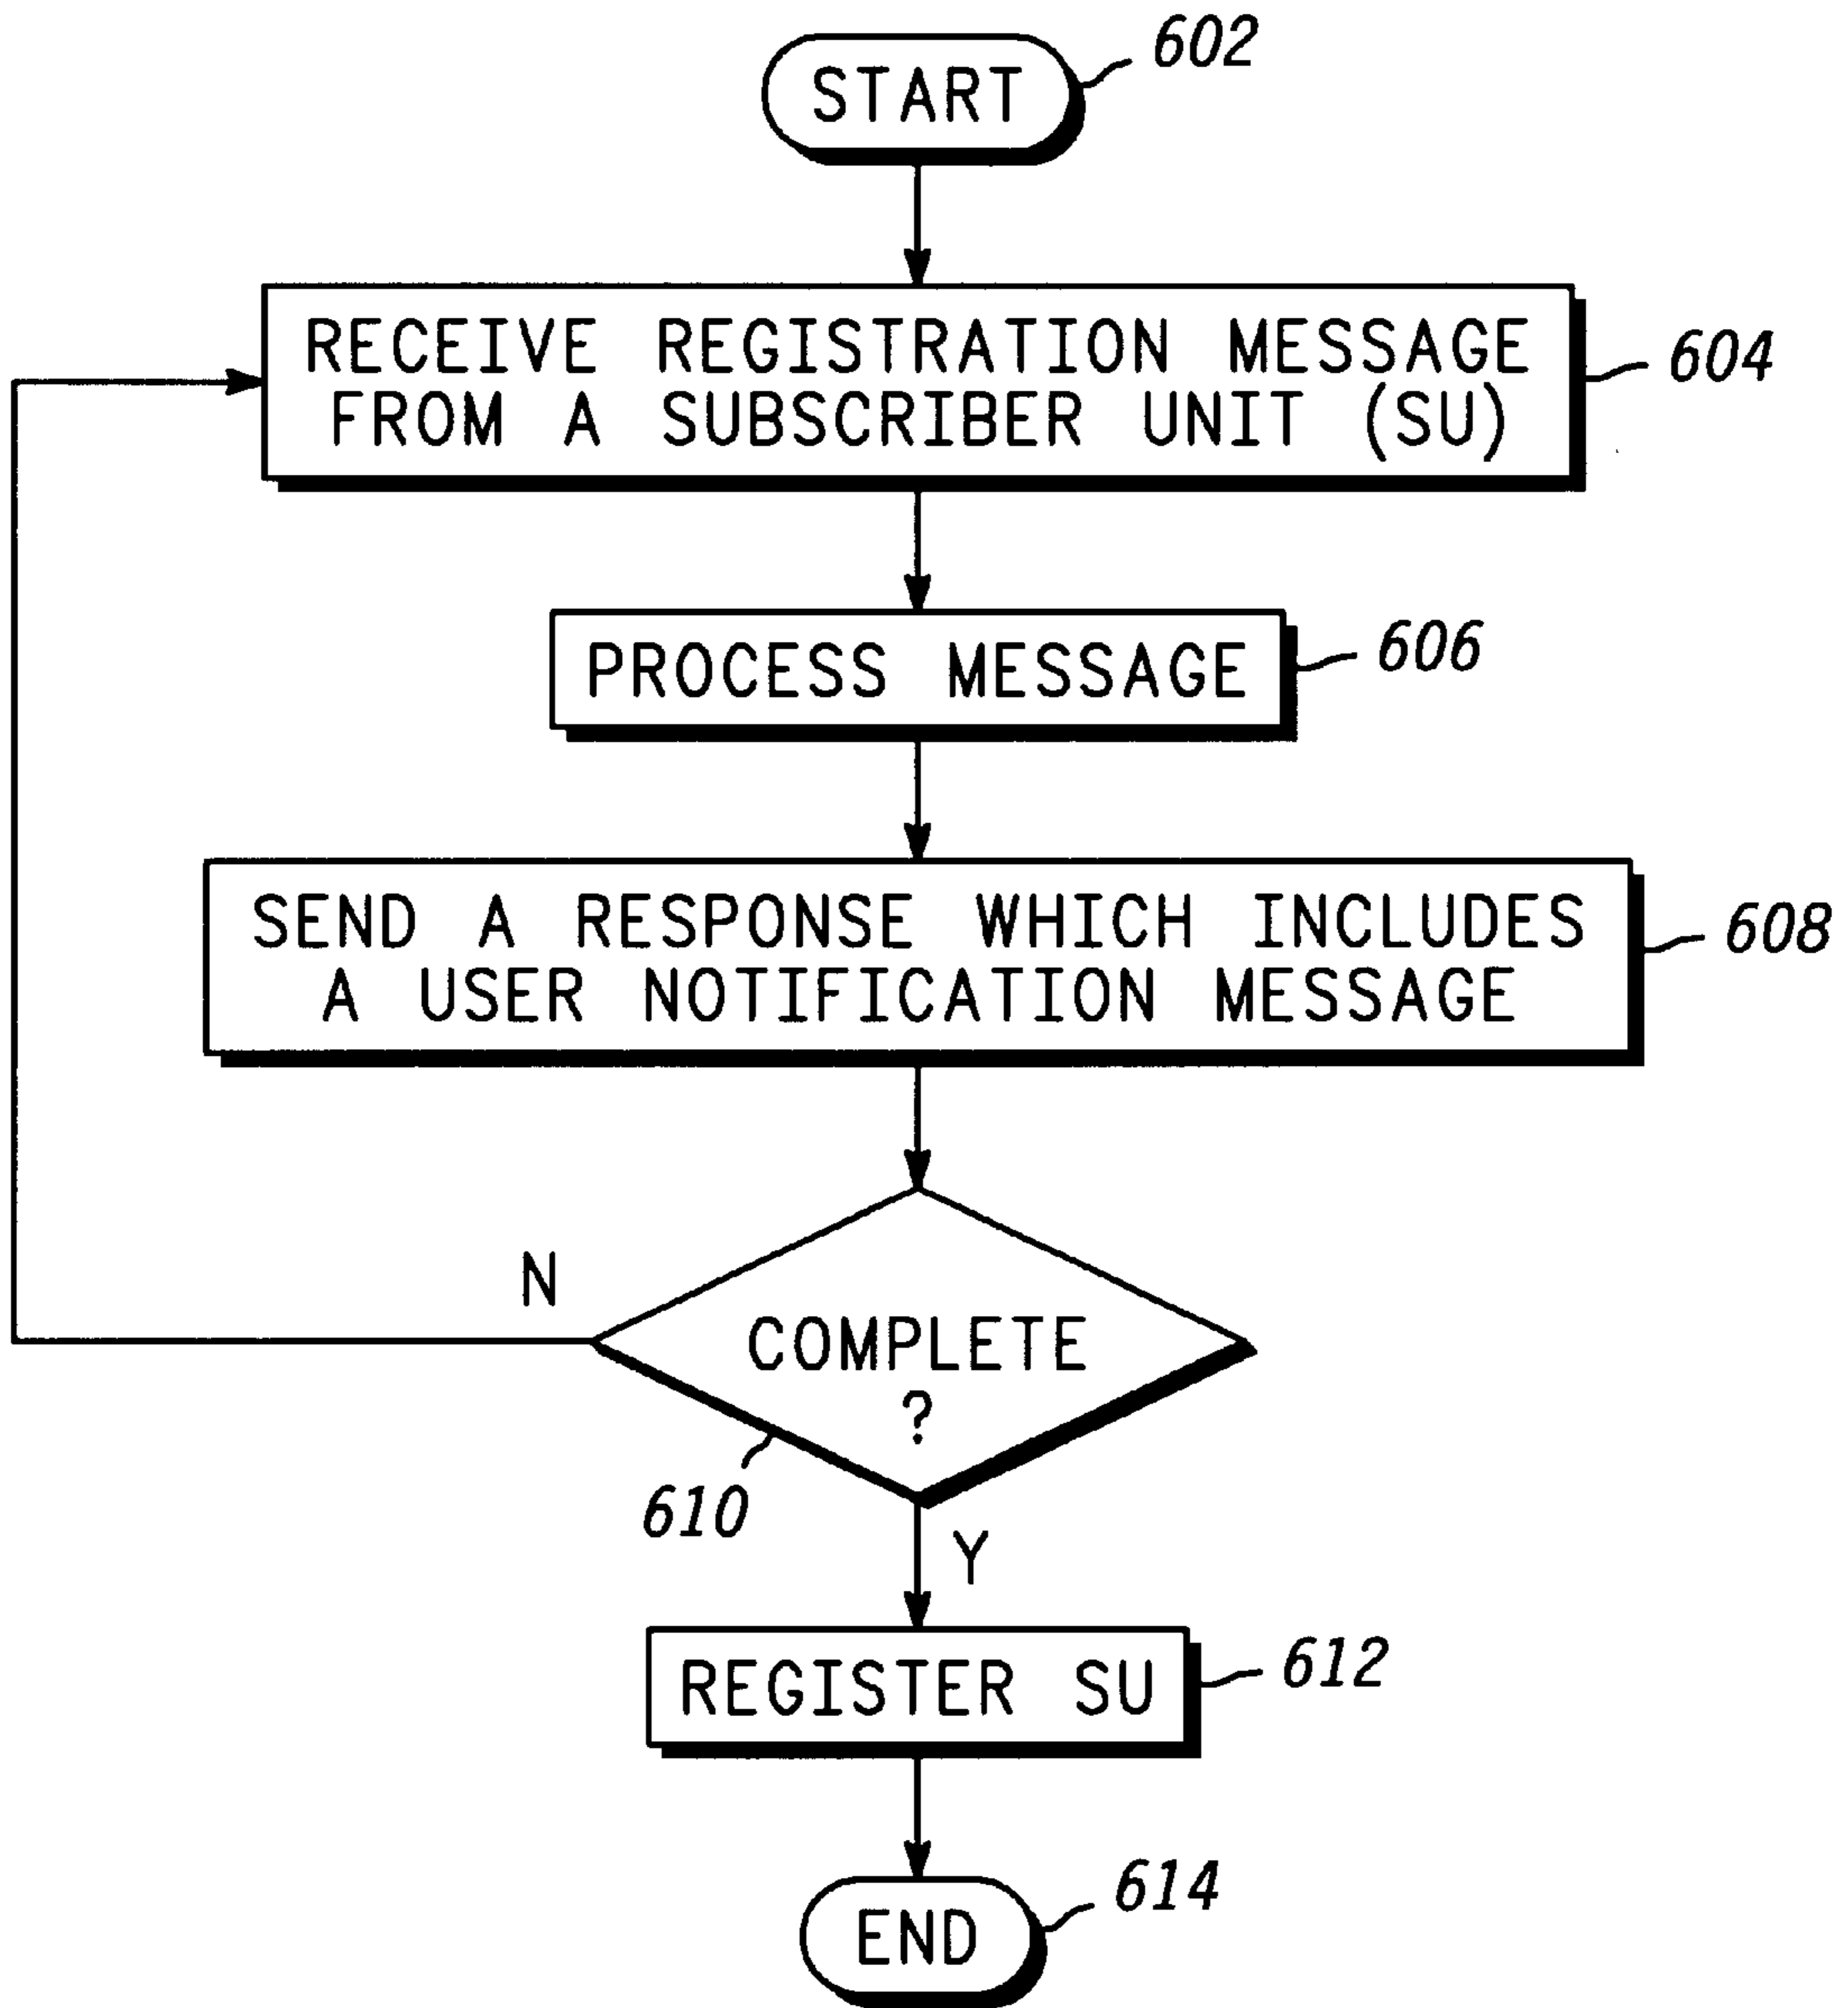 START
602
RECEIVE REGISTRATION MESSAGE
FROM A SUBSCRIBER UNIT (SU)
604
PROCESS MESSAGE
606
SEND A RESPONSE WHICH INCLUDES
A USER NOTIFICATION MESSAGE
608
N
COMPLETE
?
610
Y
REGISTER SU
612
END
614